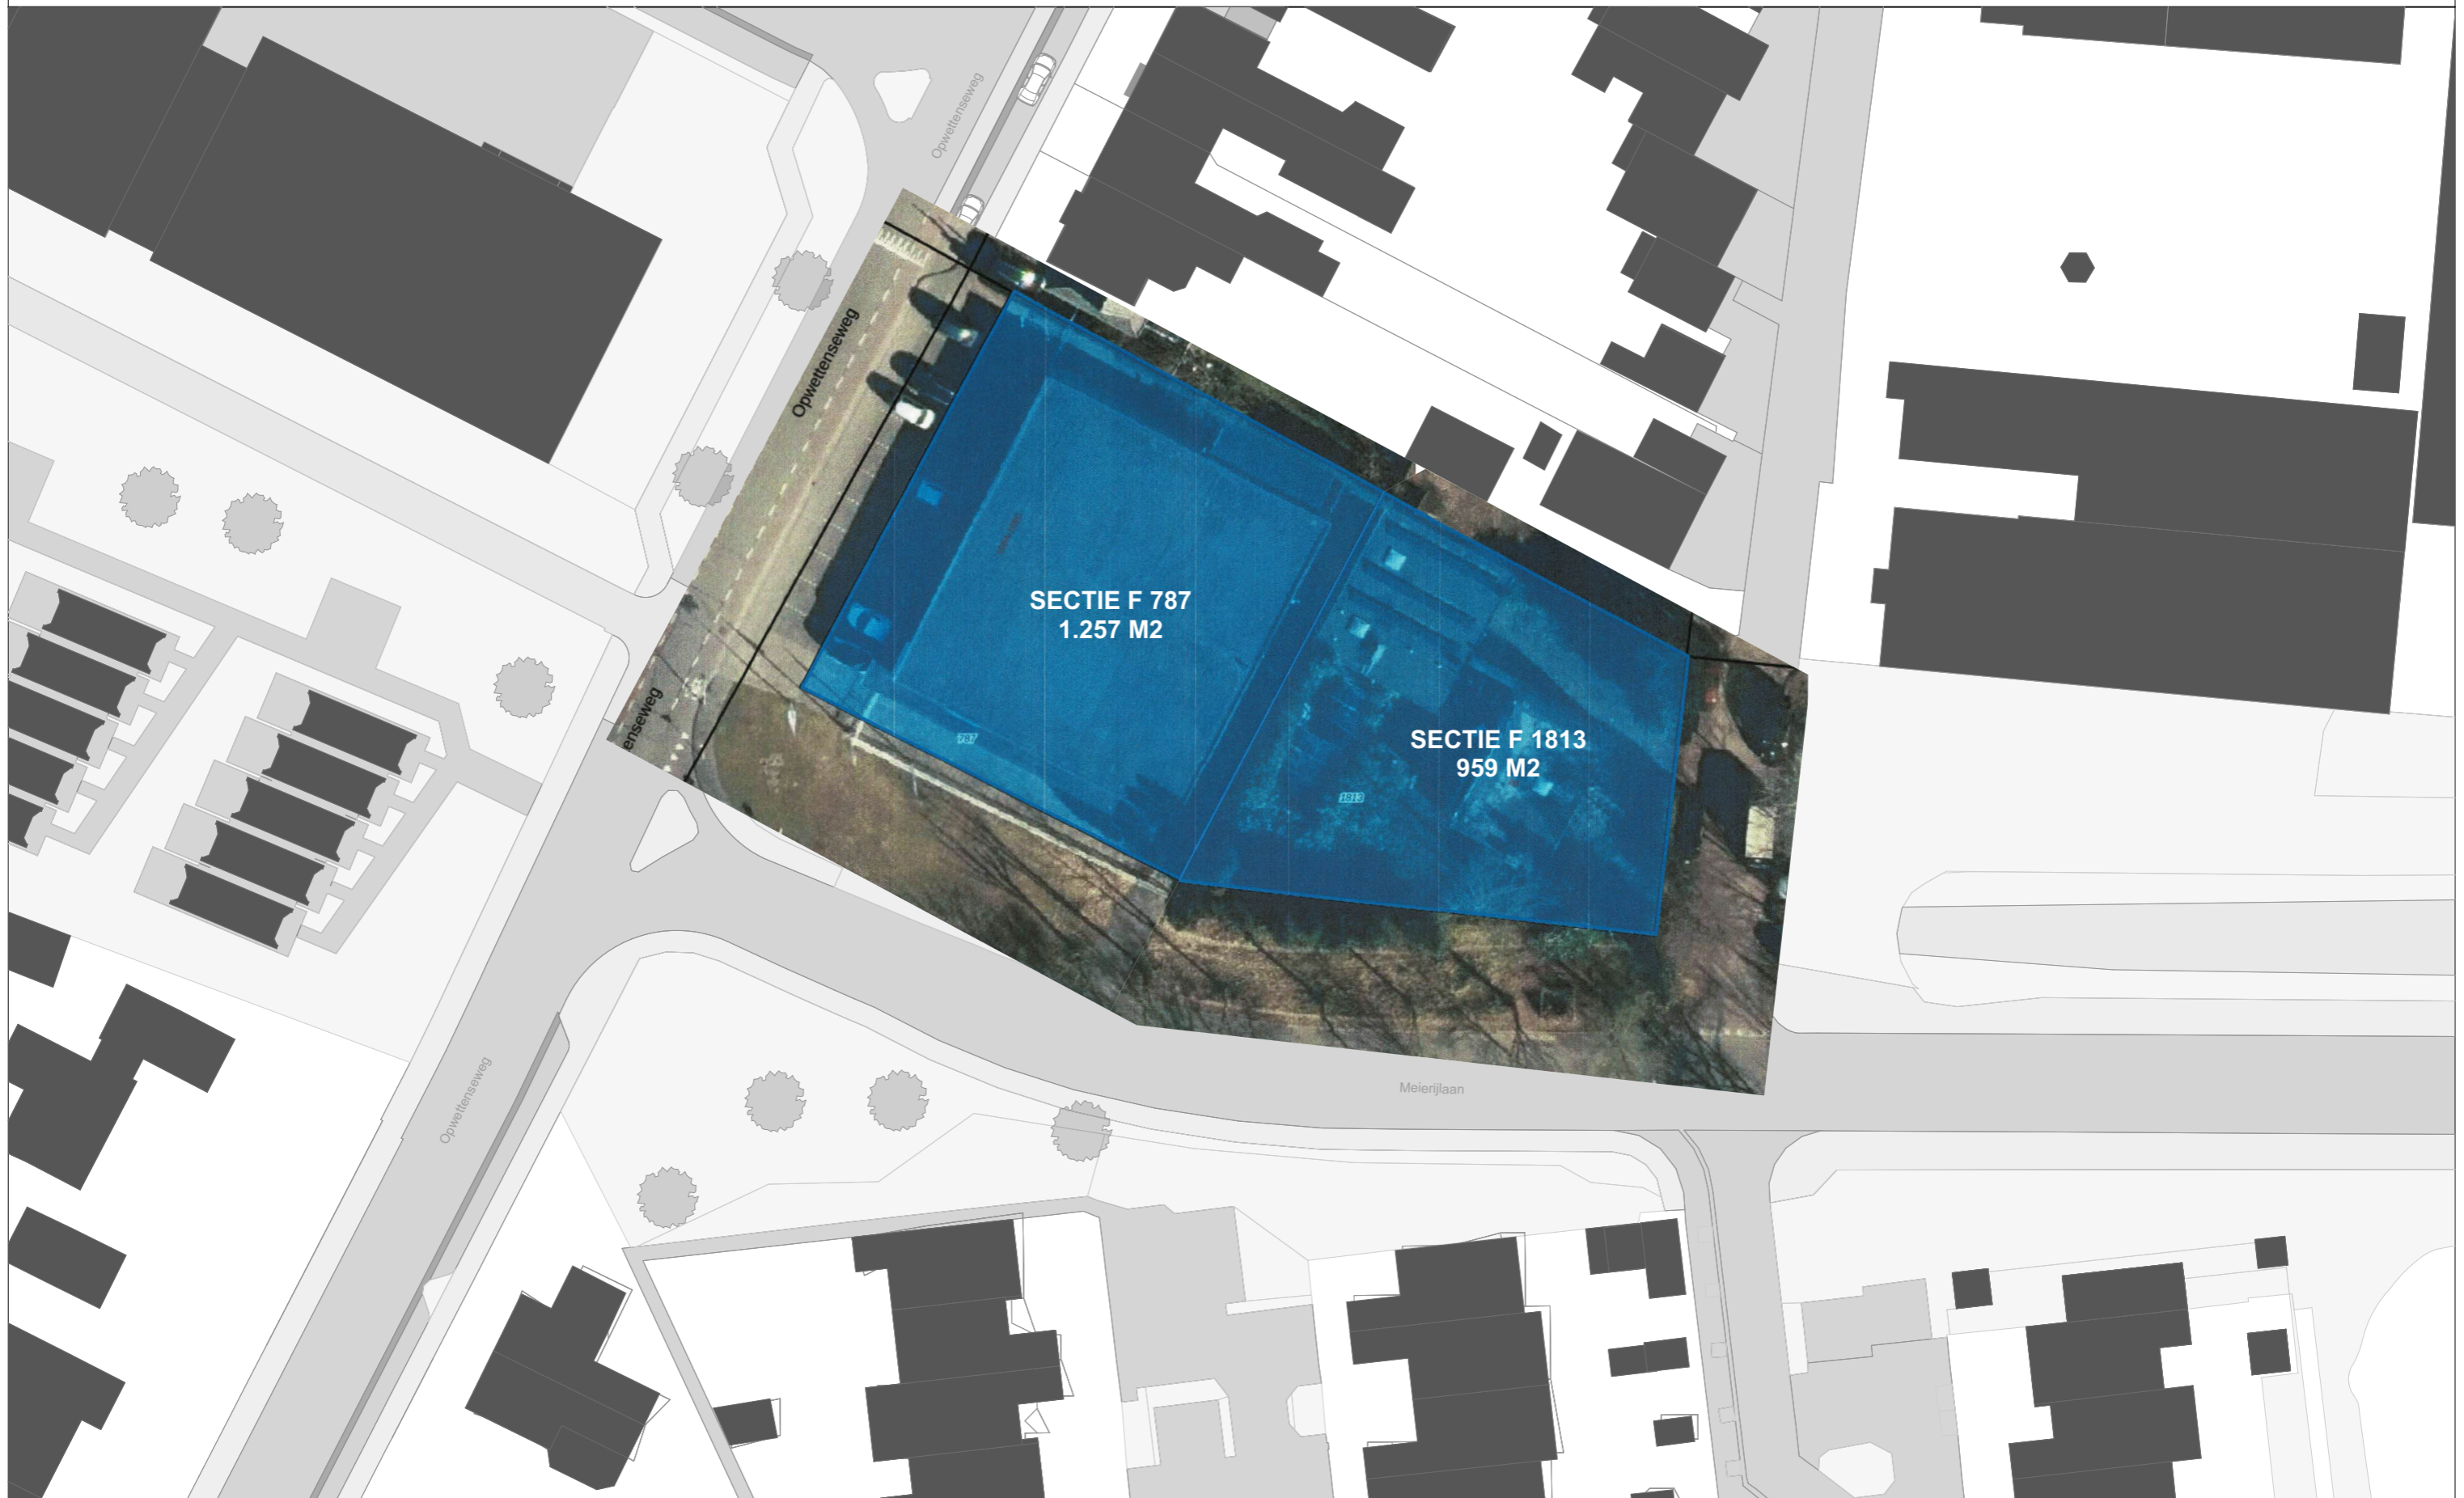 Opwettenseweg
Opwettenseweg
SECTIE F 787
1.257 M2
enseweg
787
SECTIE F 1813
959 M2
1813
Opwettenseweg
Meierijlaan